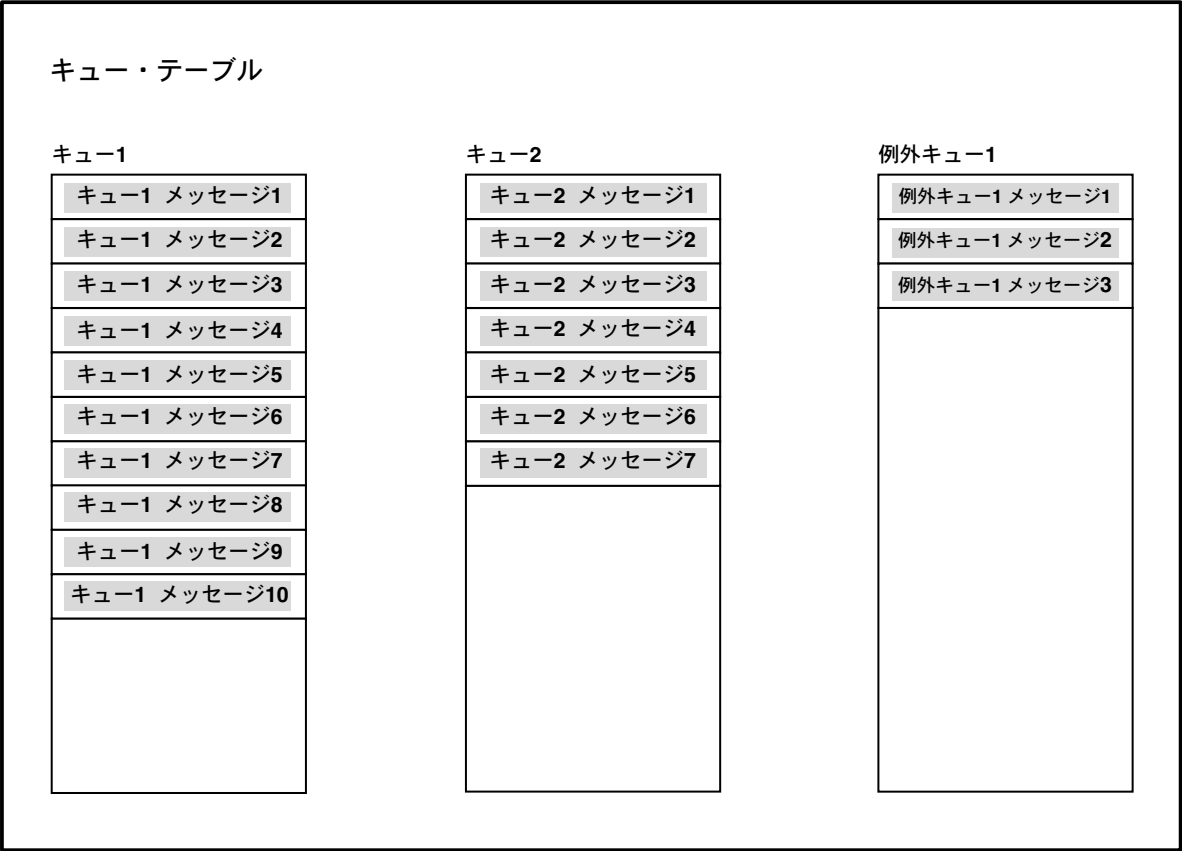 キュー・テーブル
キュー1
キュー1 メッセージ1
キュー1 メッセージ2
キュー1 メッセージ3
キュー1 メッセージ4
キュー1 メッセージ5
キュー1 メッセージ6
キュー1 メッセージ7
キュー1 メッセージ8
キュー1 メッセージ9
キュー1 メッセージ10
キュー2
キュー2 メッセージ1
キュー2 メッセージ2
キュー2 メッセージ3
キュー2 メッセージ4
キュー2 メッセージ5
キュー2 メッセージ6
キュー2 メッセージ7
例外キュー1
例外キュー1 メッセージ1
例外キュー1 メッセージ2
例外キュー1 メッセージ3